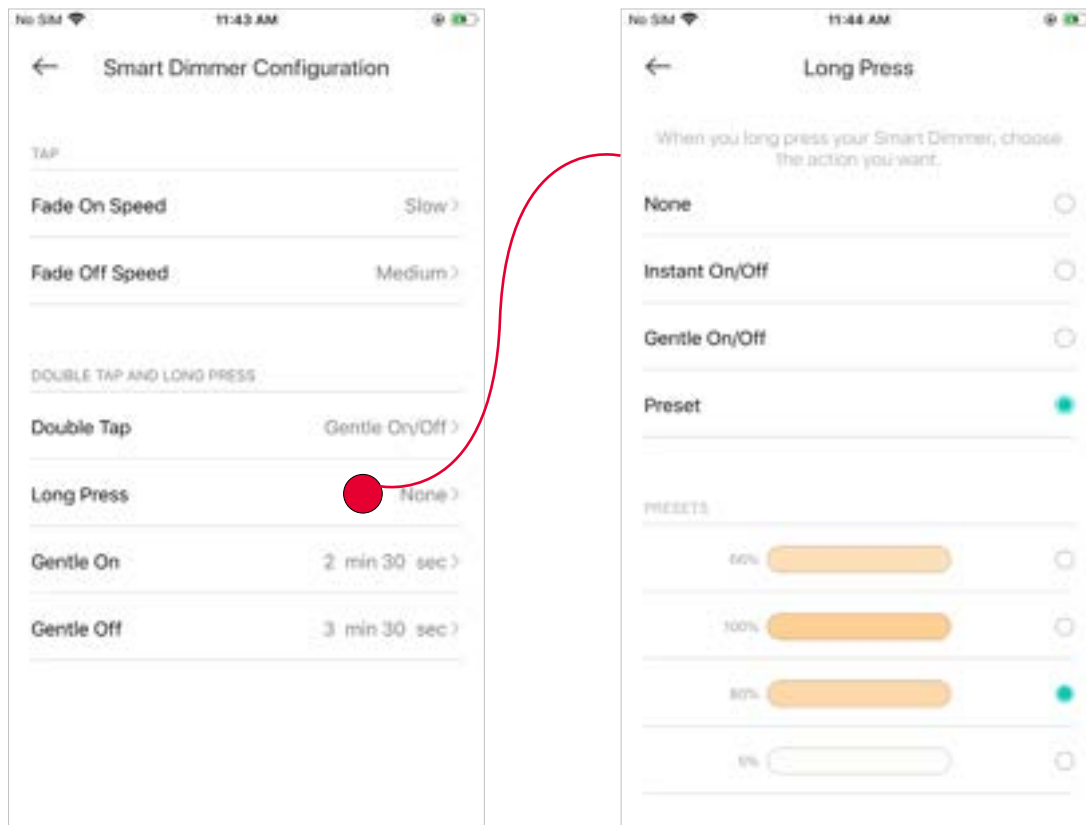 No SIM 11:43 AM
Smart Dimmer Configuration
TAP
Fade On Speed Slow
Fade Off Speed Medium
DOUBLE TAP AND LONG PRESS
Double Tap Gentle On/Off
Long Press None
Gentle On 2 min 30 sec
Gentle Off 3 min 30 sec
No SIM 11:44 AM
Long Press
When you long press your Smart Dimmer, choose
the action you want.
None
Instant On/Off
Gentle On/Off
Preset
PRESETS
100%
80%